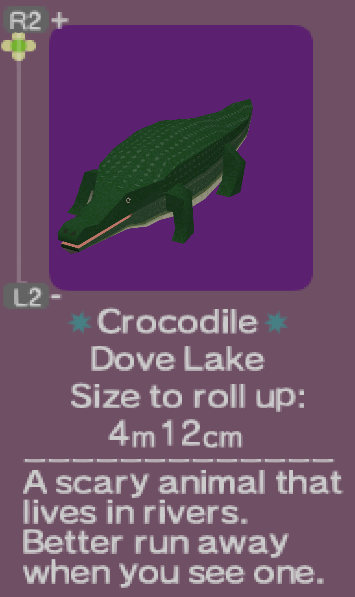 R2 +
L2 -
Crocodile
Dove Lake
Size to roll up:
4m12cm
A scary animal that
lives in rivers.
Better run away
when you see one.